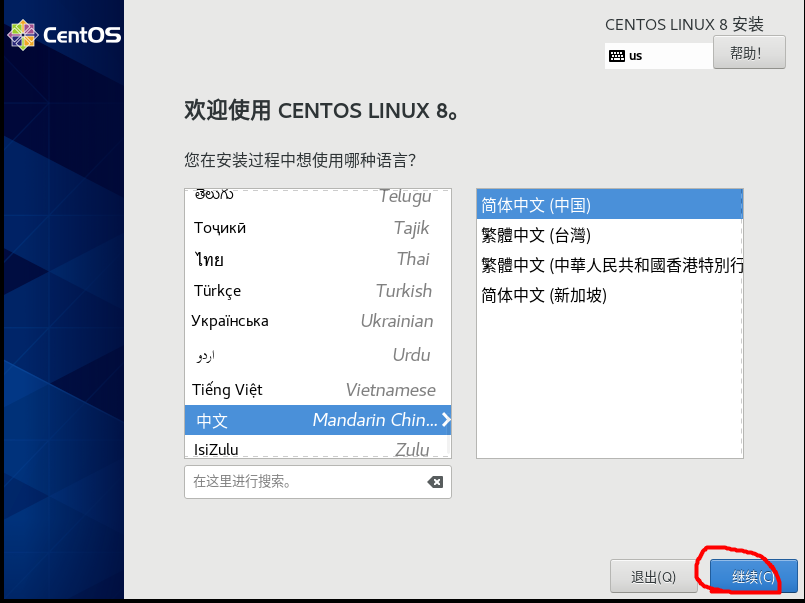 CentOS
CENTOS LINUX 8 安装
us
帮助!
欢迎使用 CENTOS LINUX 8。
您在安装过程中想使用哪种语言?
తెలుగు Telugu
Тоҷикӣ Tajik
ไทย Thai
Türkçe Turkish
Українська Ukrainian
اردو Urdu
Tiếng Việt Vietnamese
中文 Mandarin Chin...
IsiZulu Zulu
简体中文 (中国)
繁體中文 (台灣)
繁體中文 (中華人民共和國香港特別行
简体中文 (新加坡)
在这里进行搜索。
退出(Q)
继续(C)